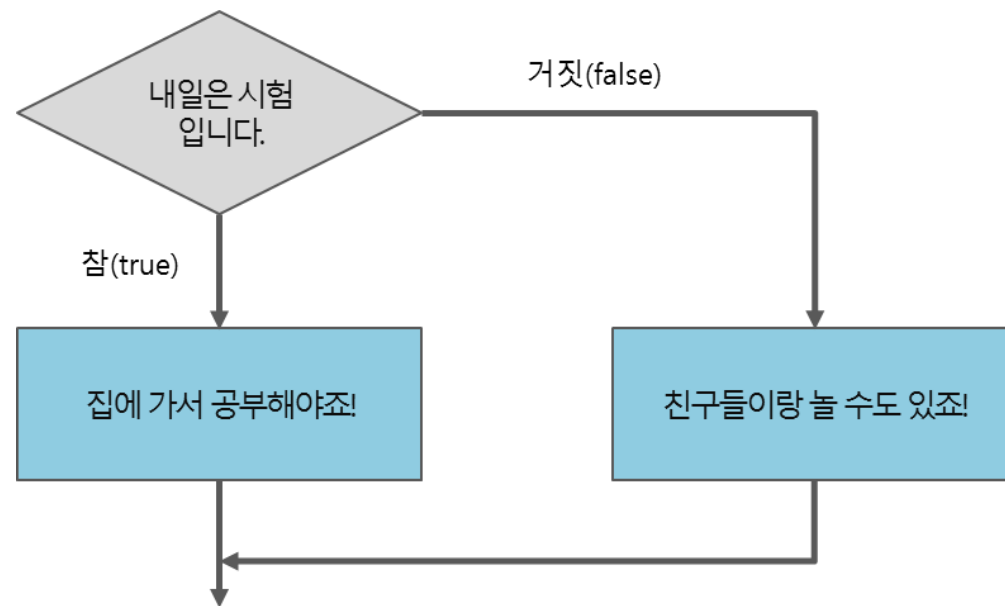 내일은 시험
입니다.
거짓(false)
참(true)
집에 가서 공부해야죠!
친구들이랑 놀 수도 있죠!